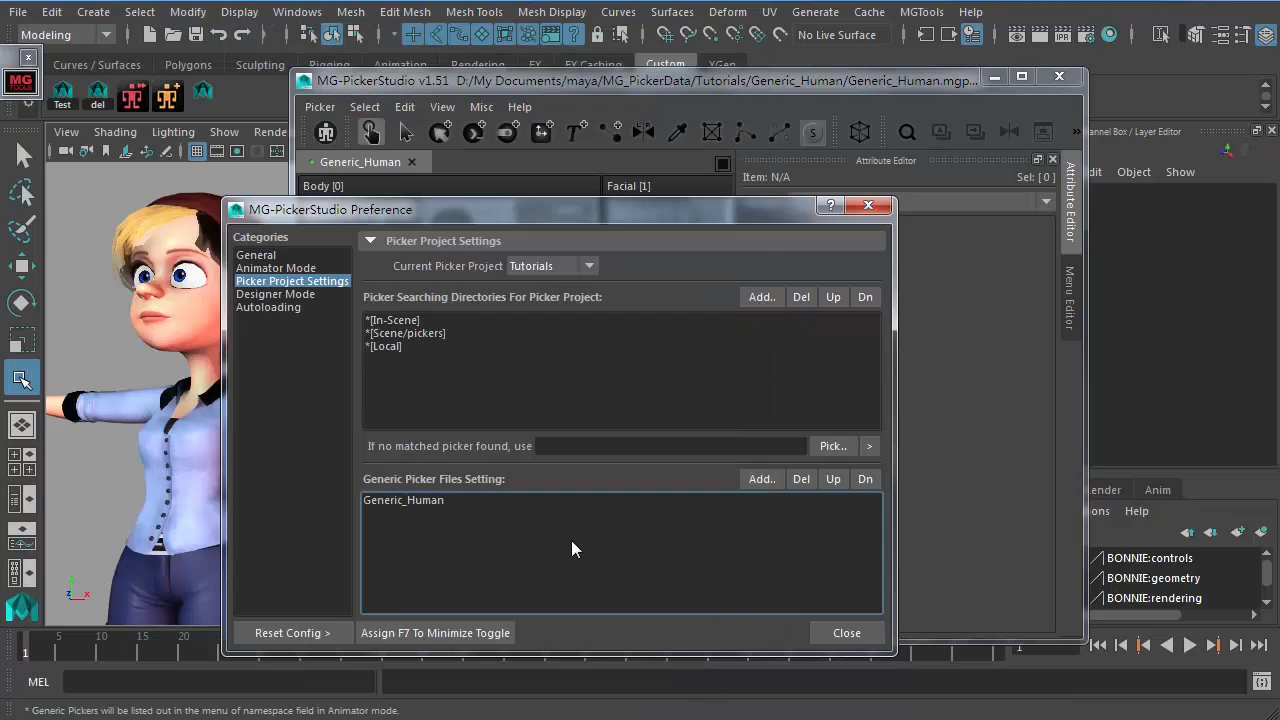 File Edit Create Select Modify Display Windows Mesh Edit Mesh Mesh Tools Mesh Display Curves Surfaces Deform UV Generate Cache MGTools Help
Modeling
No Live Surface
Curves / Surfaces Polygons Sculpting Rigging Animation Rendering FX FX Caching Custom XGen
MG TOOLS
Test
del
MG-PickerStudio v1.51 D:/My Documents/maya/MG_PickerData/Tutorials/Generic_Human/Generic_Human.mgp...
Picker Select Edit View Misc Help
View Shading Lighting Show Rende
S
»
Generic_Human
Attribute Editor
Body [0]
Facial [1]
Item: N/A
Sel: [ 0 ]
Attribute Editor
Menu Editor
hannel Box / Layer Editor
dit Object Show
MG-PickerStudio Preference
?
Categories
General
Animator Mode
Picker Project Settings
Designer Mode
Autoloading
Picker Project Settings
Current Picker Project Tutorials
Picker Searching Directories For Picker Project:
Add.. Del Up Dn
*[In-Scene]
*[Scene/pickers]
*[Local]
If no matched picker found, use
Pick.. >
Generic Picker Files Setting:
Add.. Del Up Dn
Generic_Human
Reset Config >
Assign F7 To Minimize Toggle
Close
ender Anim
ons Help
BONNIE:controls
BONNIE:geometry
BONNIE:rendering
y
z x
1
5 10 15 20
1
MEL
* Generic Pickers will be listed out in the menu of namespace field in Animator mode.